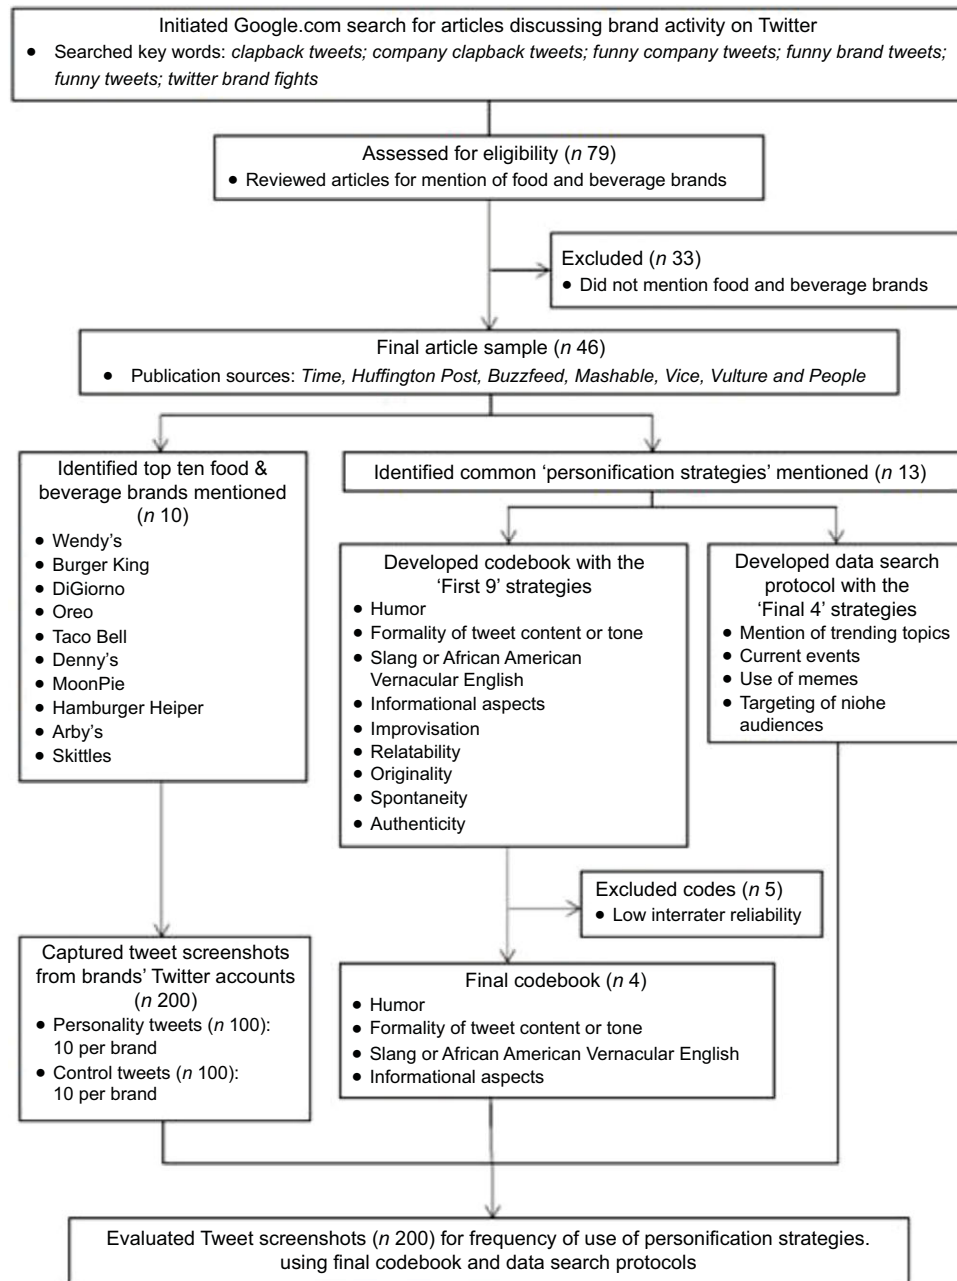 Initiated Google.com search for articles discussing brand activity on Twitter
• Searched key words: clapback tweets; company clapback tweets; funny company tweets; funny brand tweets;
funny tweets; twitter brand fights
Assessed for eligibility (n 79)
• Reviewed articles for mention of food and beverage brands
Excluded (n 33)
• Did not mention food and beverage brands
Final article sample (n 46)
• Publication sources: Time, Huffington Post, Buzzfeed, Mashable, Vice, Vulture and People
Identified top ten food &
beverage brands mentioned
(n 10)
• Wendy's
• Burger King
• DiGiorno
• Oreo
• Taco Bell
• Denny's
• MoonPie
• Hamburger Heiper
• Arby's
• Skittles
Identified common ‘personification strategies’ mentioned (n 13)
Developed codebook with the
‘First 9’ strategies
• Humor
• Formality of tweet content or tone
• Slang or African American
Vernacular English
• Informational aspects
• Improvisation
• Relatability
• Originality
• Spontaneity
• Authenticity
Developed data search
protocol with the
‘Final 4’ strategies
• Mention of trending topics
• Current events
• Use of memes
• Targeting of niohe
audiences
Excluded codes (n 5)
• Low interrater reliability
Captured tweet screenshots
from brands’ Twitter accounts
(n 200)
• Personality tweets (n 100):
10 per brand
• Control tweets (n 100):
10 per brand
Final codebook (n 4)
• Humor
• Formality of tweet content or tone
• Slang or African American Vernacular English
• Informational aspects
Evaluated Tweet screenshots (n 200) for frequency of use of personification strategies.
using final codebook and data search protocols